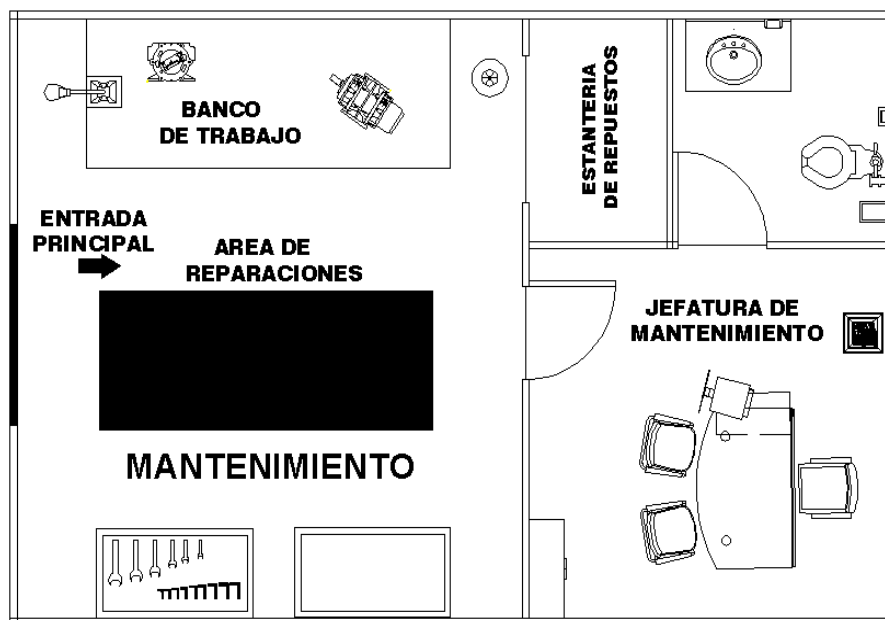 BANCO
DE TRABAJO
ESTANTERIA
DE REPUESTOS
ENTRADA
PRINCIPAL
AREA DE
REPARACIONES
JEFATURA DE
MANTENIMIENTO
MANTENIMIENTO